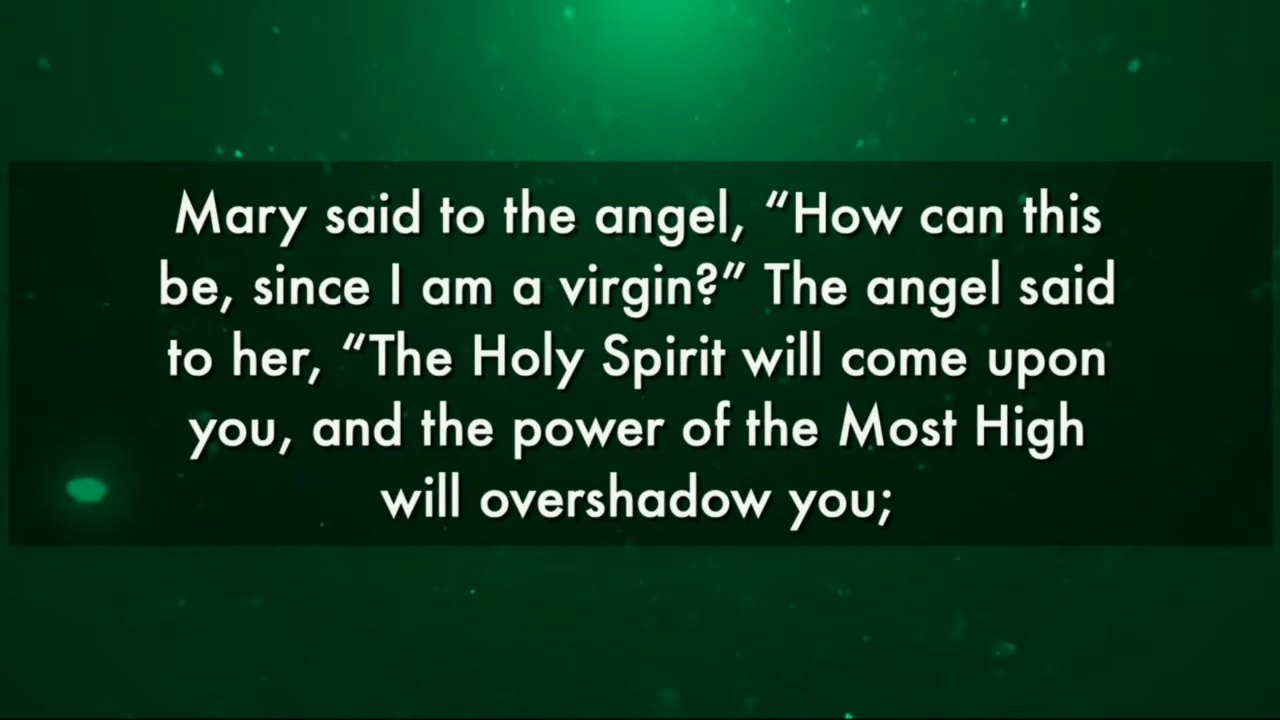 Mary said to the angel, “How can this
be, since I am a virgin?” The angel said
to her, “The Holy Spirit will come upon
you, and the power of the Most High
will overshadow you;